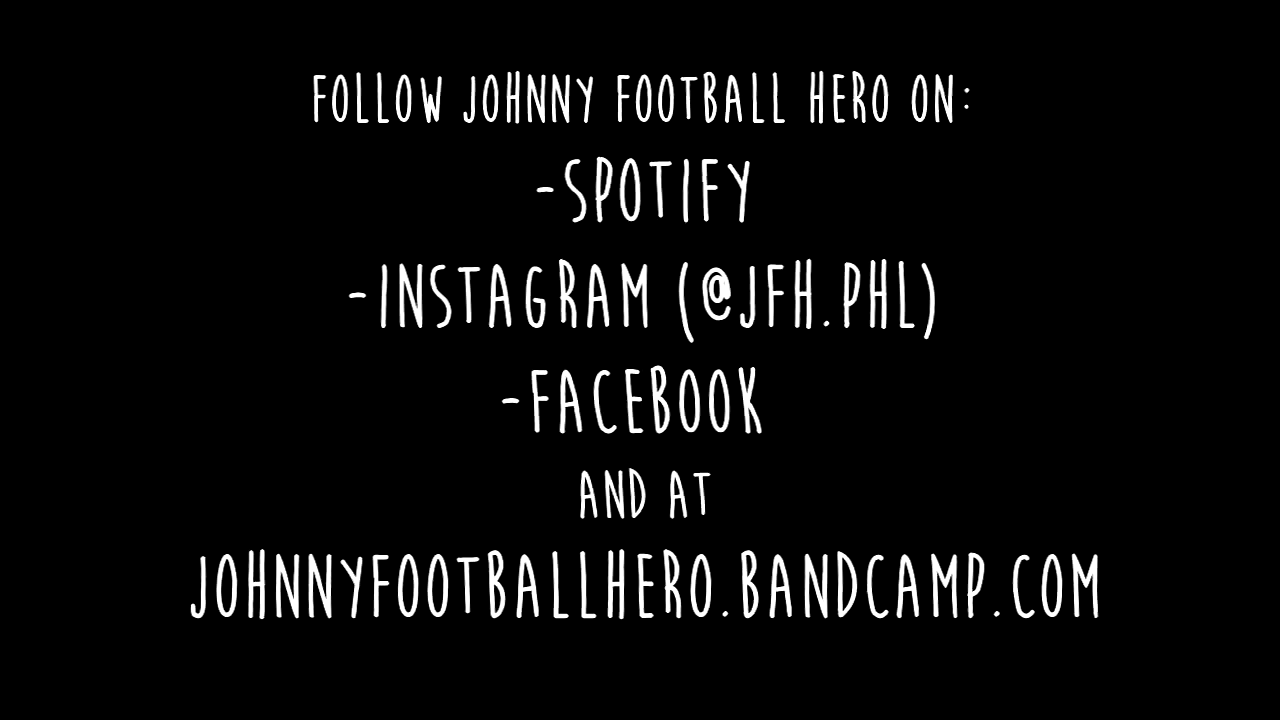 FOLLOW JOHNNY FOOTBALL HERO ON:
-SPOTIFY
-INSTAGRAM (@JFH.PHL)
-FACEBOOK
AND AT
JOHNNYFOOTBALLHERO.BANDCAMP.COM